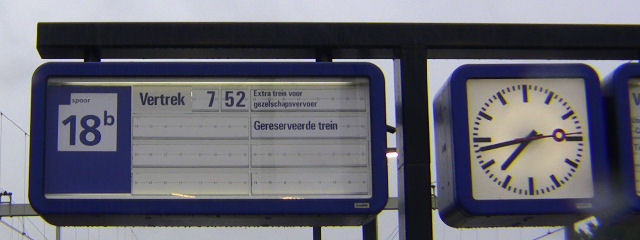 spoor
18b
Vertrek 7 52 Extra trein voor
gezelschapsvervoer
Gereserveerde trein